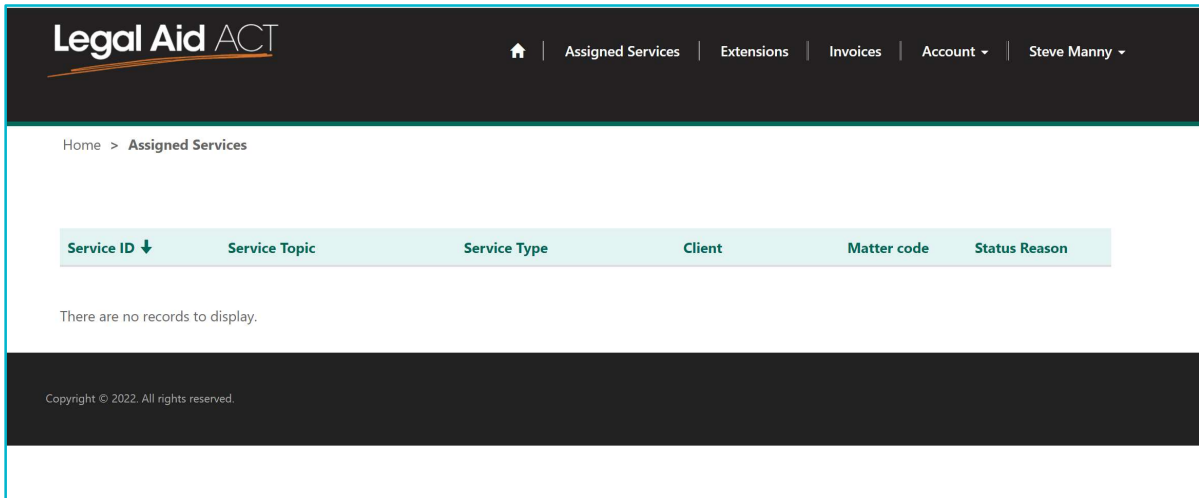 Legal Aid ACT
Assigned Services Extensions Invoices Account Steve Manny
Home > Assigned Services
Service ID Service Topic Service Type Client Matter code Status Reason
There are no records to display.
Copyright © 2022. All rights reserved.